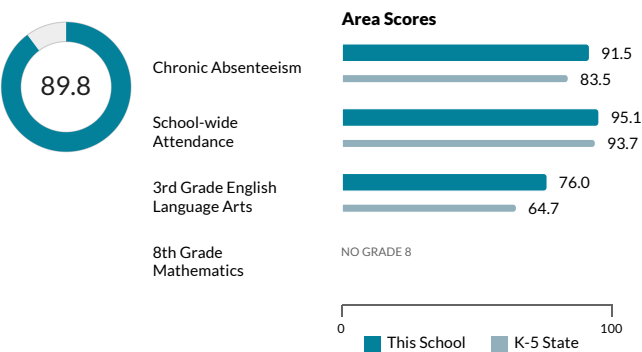 Area Scores
89.8
Chronic Absenteeism
91.5
83.5
School-wide
Attendance
95.1
93.7
3rd Grade English
Language Arts
76.0
64.7
8th Grade
Mathematics
NO GRADE 8
0
100
This School
K-5 State